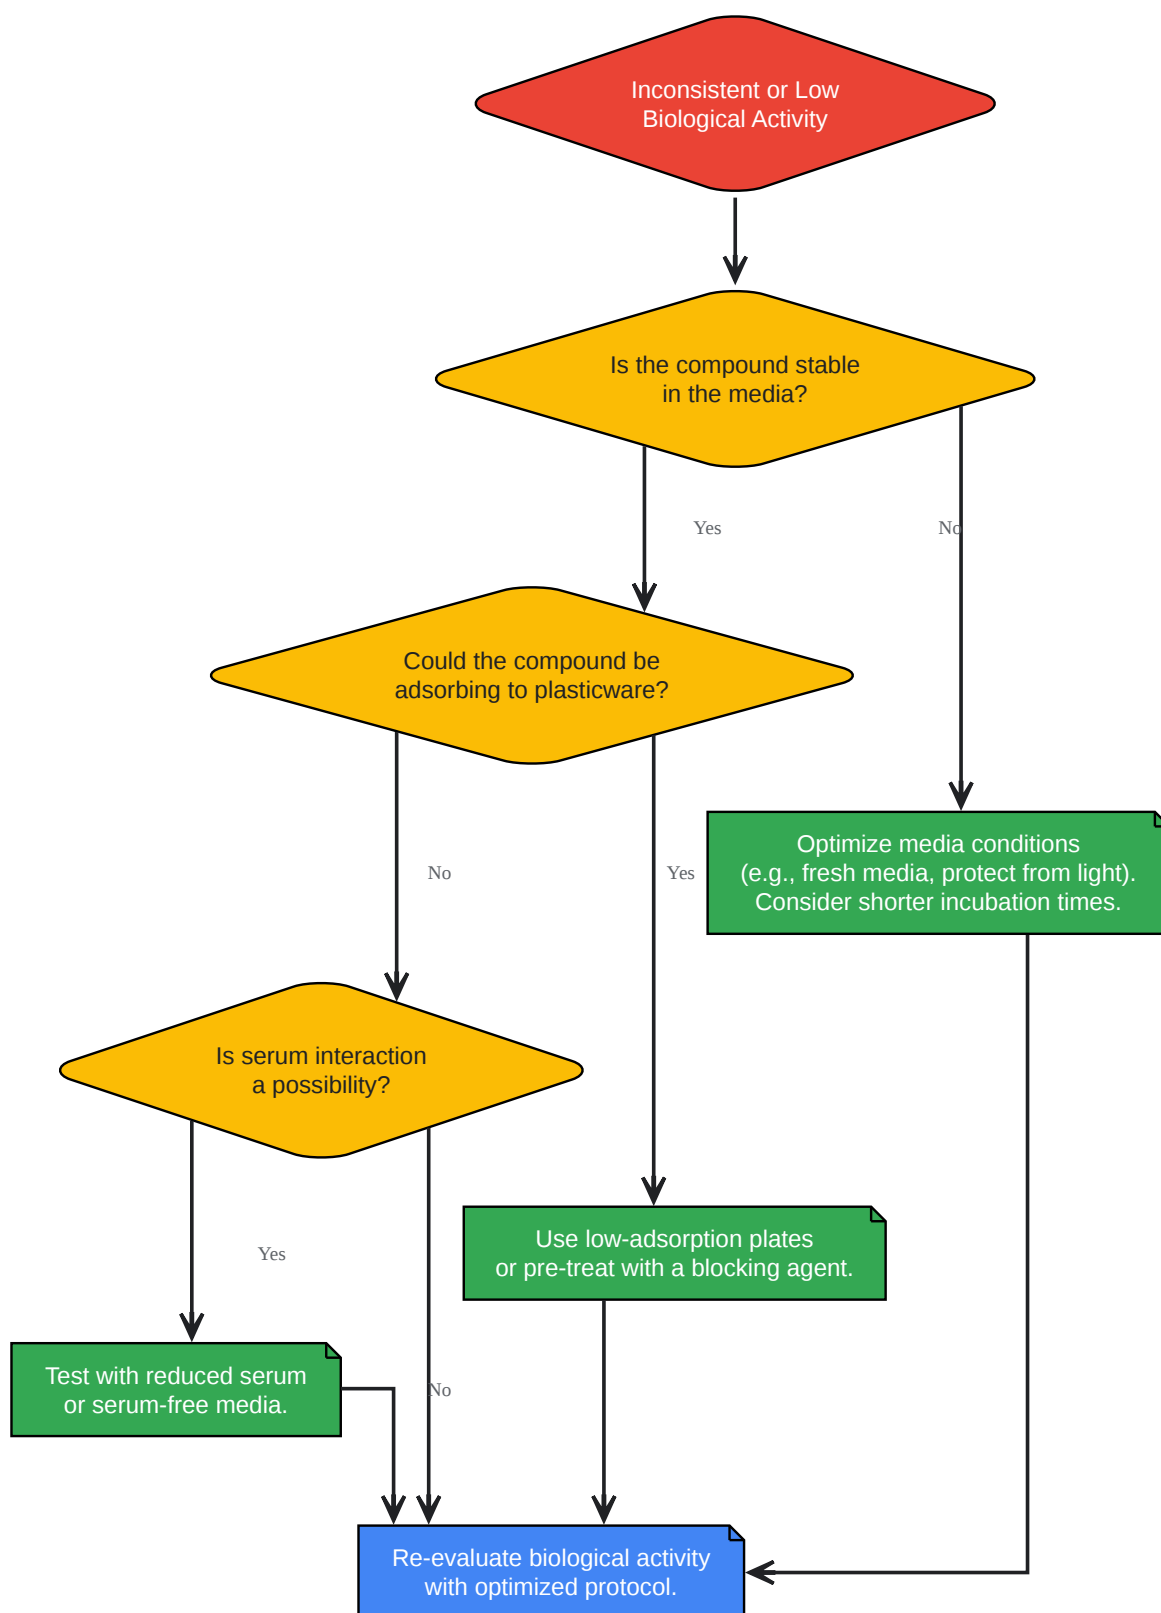 Inconsistent or Low
Biological Activity
Is the compound stable
in the media?
Yes
No
Could the compound be
adsorbing to plasticware?
Optimize media conditions
(e.g., fresh media, protect from light).
Consider shorter incubation times.
No
Yes
Is serum interaction
a possibility?
Use low-adsorption plates
or pre-treat with a blocking agent.
Yes
Test with reduced serum
or serum-free media.
No
Re-evaluate biological activity
with optimized protocol.